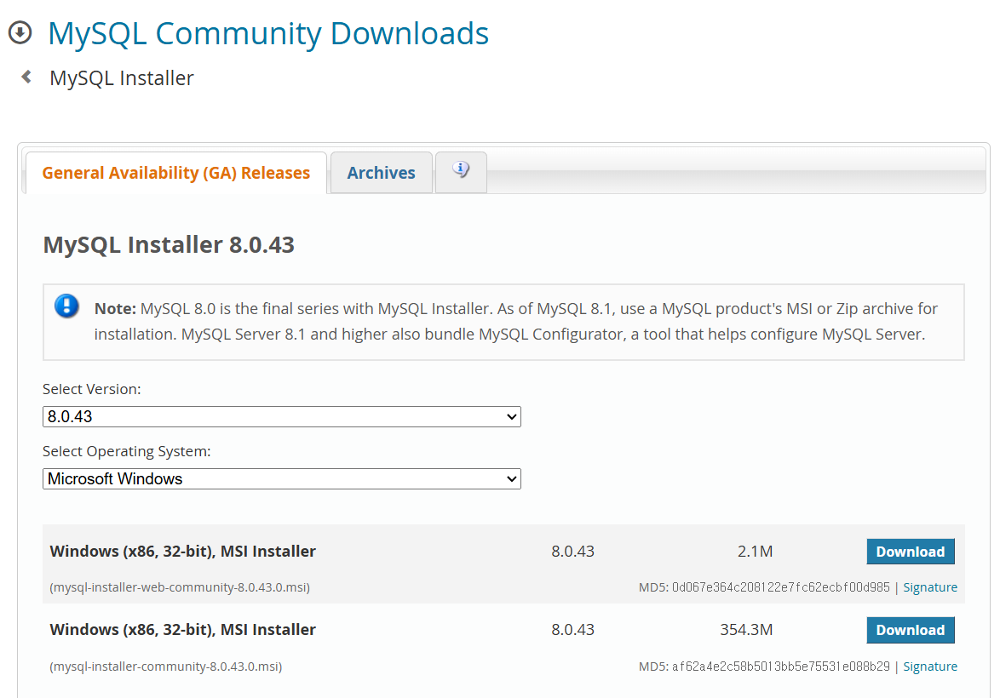 MySQL Community Downloads
MySQL Installer
General Availability (GA) Releases
Archives
MySQL Installer 8.0.43
Note: MySQL 8.0 is the final series with MySQL Installer. As of MySQL 8.1, use a MySQL product's MSI or Zip archive for
installation. MySQL Server 8.1 and higher also bundle MySQL Configurator, a tool that helps configure MySQL Server.
Select Version:
8.0.43
Select Operating System:
Microsoft Windows
Windows (x86, 32-bit), MSI Installer 8.0.43 2.1M Download
(mysql-installer-web-community-8.0.43.0.msi) MD5: 0d067e364c208122e7fc62ecbf00d985 | Signature
Windows (x86, 32-bit), MSI Installer 8.0.43 354.3M Download
(mysql-installer-community-8.0.43.0.msi) MD5: af62a4e2c58b5013bb5e75531e088b29 | Signature